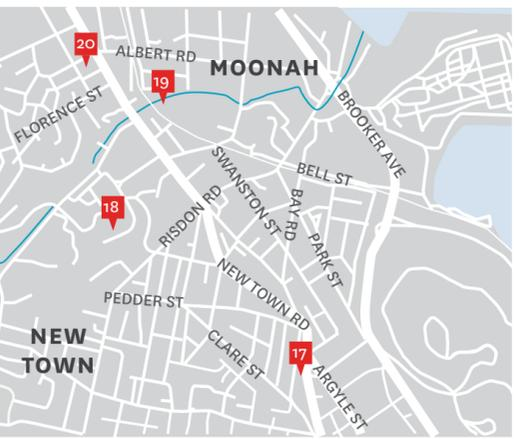 20
ALBERT RD
MOONAH
19
FLORENCE ST
BROOKER AVE
SWANSTON ST
BELL ST
18
RISDON RD
BAY RD
PARK ST
NEW TOWN RD
PEDDER ST
NEW
TOWN
CLARE ST
17
ARGYLE ST